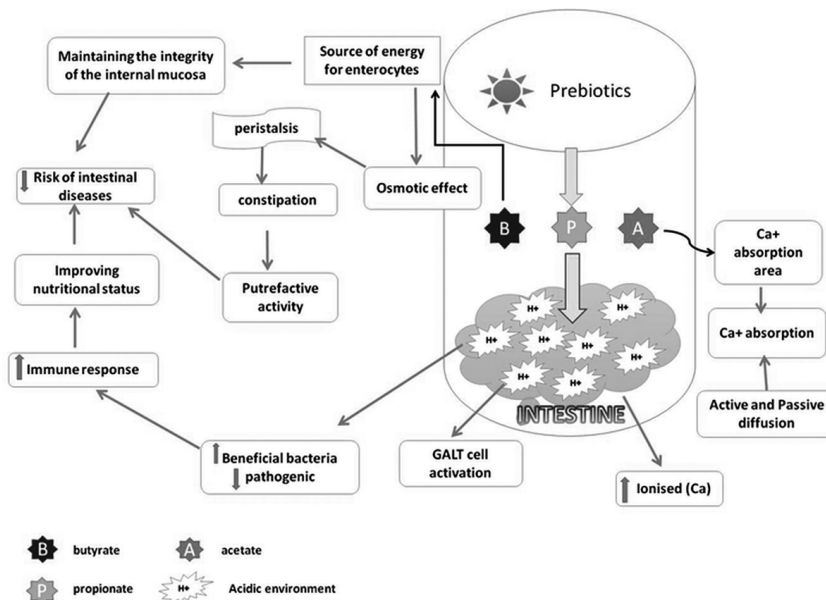 Maintaining the integrity
of the internal mucosa
Source of energy
for enterocytes
Prebiotics
peristalsis
Risk of intestinal
diseases
constipation
Osmotic effect
B
P
A
Ca+
absorption
area
Improving
nutritional status
Putrefactive
activity
H+
H+
H+
H+
H+
H+
H+
H+
Ca+ absorption
Immune response
INTESTINE
Active and Passive
diffusion
Beneficial bacteria
pathogenic
GALT cell
activation
Ionised (Ca)
B
butyrate
A
acetate
P
propionate
H+
Acidic environment